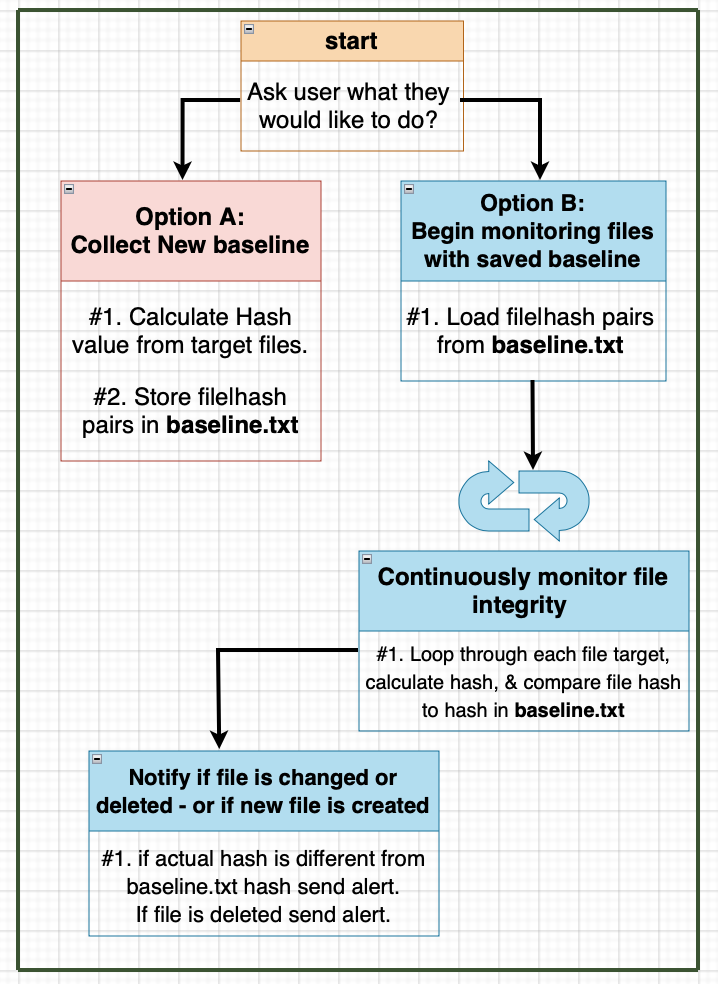 start
Ask user what they
would like to do?
Option A:
Collect New baseline
#1. Calculate Hash
value from target files.
#2. Store filelhash
pairs in baseline.txt
Option B:
Begin monitoring files
with saved baseline
#1. Load filelhash pairs
from baseline.txt
Continuously monitor file
integrity
#1. Loop through each file target,
calculate hash, & compare file hash
to hash in baseline.txt
Notify if file is changed or
deleted - or if new file is created
#1. if actual hash is different from
baseline.txt hash send alert.
If file is deleted send alert.